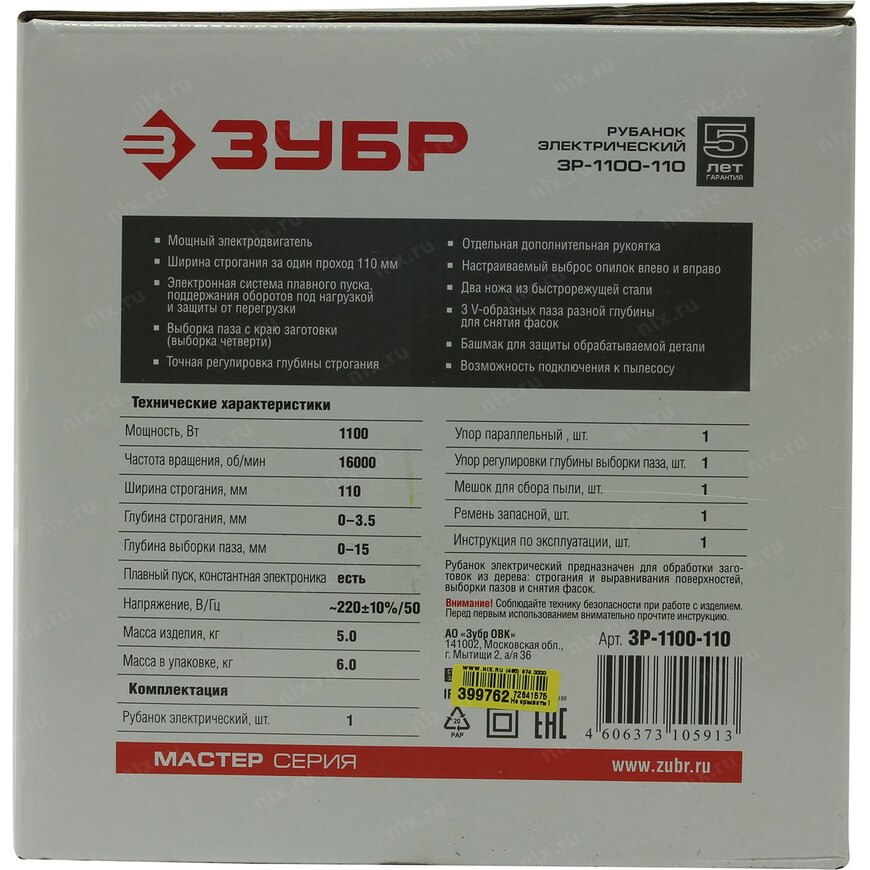 ЗУБР
РУБАНОК
ЭЛЕКТРИЧЕСКИЙ
ЗР-1100-110
5
ЛЕТ
ГАРАНТИЯ
Мощный электродвигатель
Ширина строгания за один проход 110 мм
Электронная система плавного пуска,
поддержания оборотов под нагрузкой
и защиты от перегрузки
Выборка паза с краю заготовки
(выборка четверти)
Точная регулировка глубины строгания
Отдельная дополнительная рукоятка
Настраиваемый выброс опилок влево и вправо
Два ножа из быстрорежущей стали
3 V-образных паза разной глубины
для снятия фасок
Башмак для защиты обрабатываемой детали
Возможность подключения к пылесосу
Технические характеристики
Мощность, Вт 1100
Частота вращения, об/мин 16000
Ширина строгания, мм 110
Глубина строгания, мм 0–3.5
Глубина выборки паза, мм 0–15
Плавный пуск, константная электроника есть
Напряжение, В/Гц ~220±10%/50
Масса изделия, кг 5.0
Масса в упаковке, кг 6.0
Комплектация
Рубанок электрический, шт. 1
Упор параллельный , шт. 1
Упор регулировки глубины выборки паза, шт. 1
Мешок для сбора пыли, шт. 1
Ремень запасной, шт. 1
Инструкция по эксплуатации, шт. 1
Рубанок электрический предназначен для обработки заго-
товок из дерева: строгания и выравнивания поверхностей,
выборки пазов и снятия фасок.
Внимание! Соблюдайте технику безопасности при работе с изделием.
Перед первым использованием внимательно прочтите инструкцию.
АО «Зубр ОВК»
141002, Московская обл.,
г. Мытищи 2, а/я 36
Арт. ЗР-1100-110
WWW.NIX.RU (495) 974 3333
399762
72841575
Не срывать!
20
PAP
EAC
4 606373 105913
МАСТЕР СЕРИЯ
www.zubr.ru